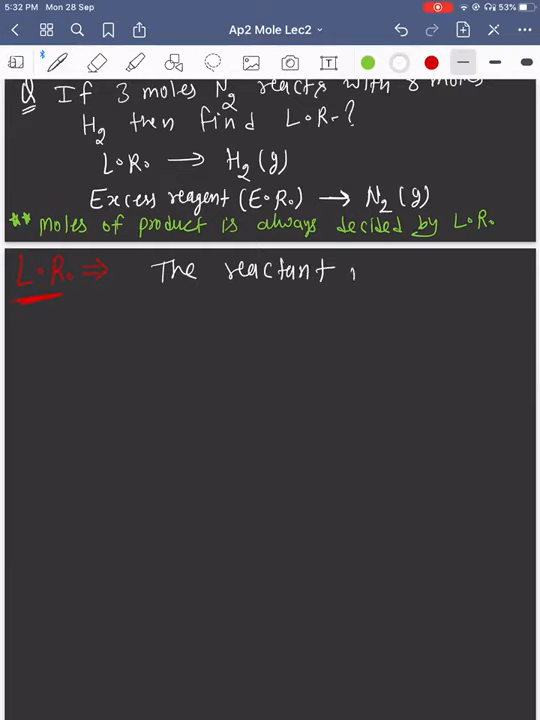 5:32 PM Mon 28 Sep
53%
Ap2 Mole Lec2
Q If 3 moles N2 reacts with 8 moles
H2 then find L.R.?
L.R. → H2(g)
Excess reagent (E.R.) → N2(g)
** moles of product is always decided by L.R.
L.R. ⇒ The reactant